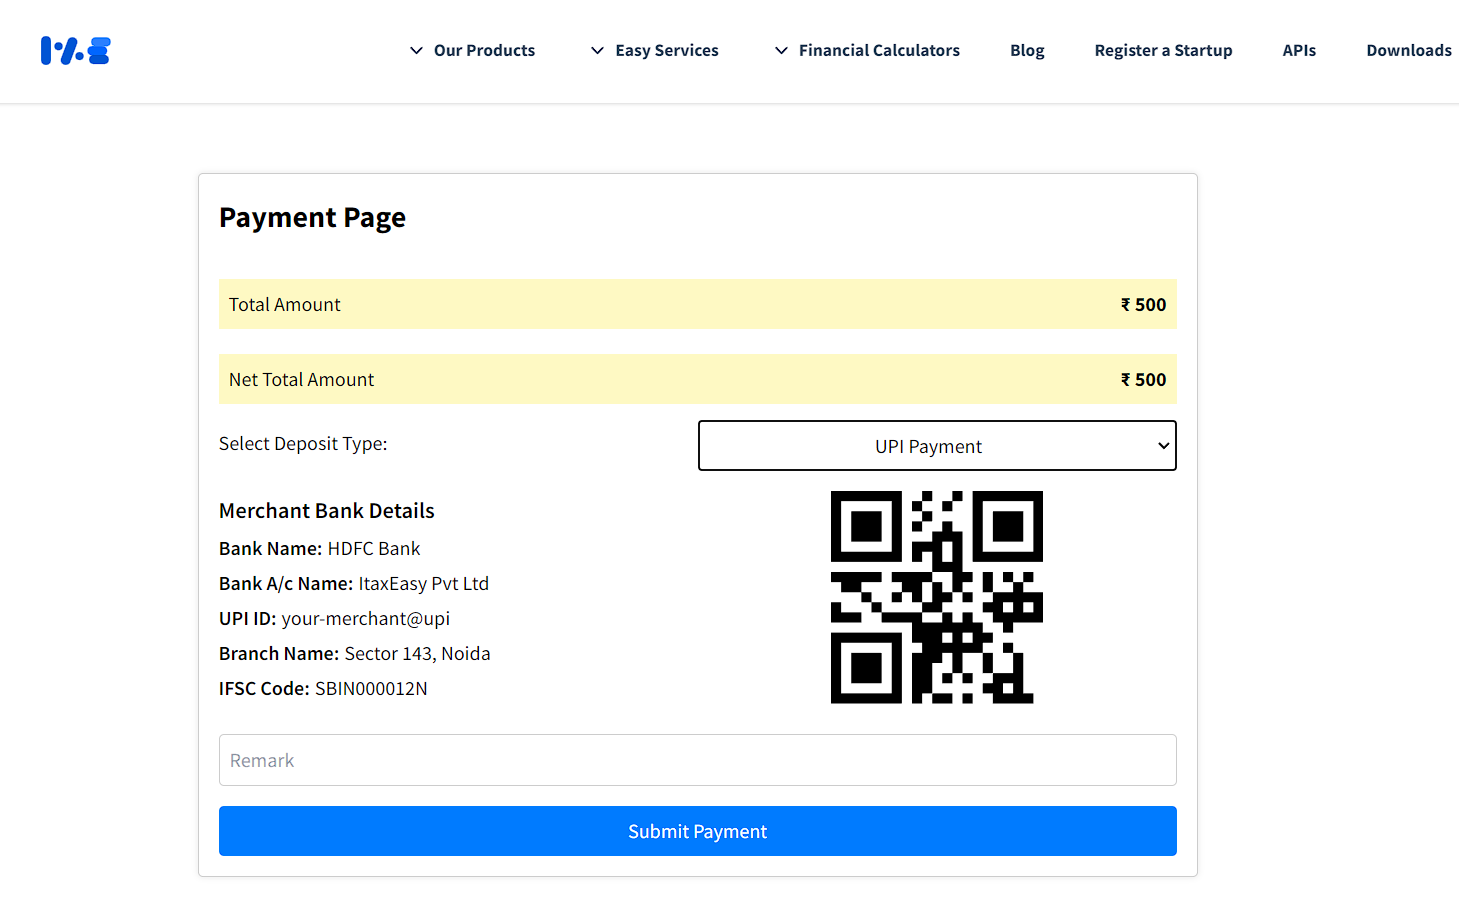 Our Products Easy Services Financial Calculators Blog Register a Startup APIs Downloads
Payment Page
Total Amount ₹ 500
Net Total Amount ₹ 500
Select Deposit Type: UPI Payment
Merchant Bank Details
Bank Name: HDFC Bank
Bank A/c Name: ItaxEasy Pvt Ltd
UPI ID: your-merchant@upi
Branch Name: Sector 143, Noida
IFSC Code: SBIN000012N
Remark
Submit Payment